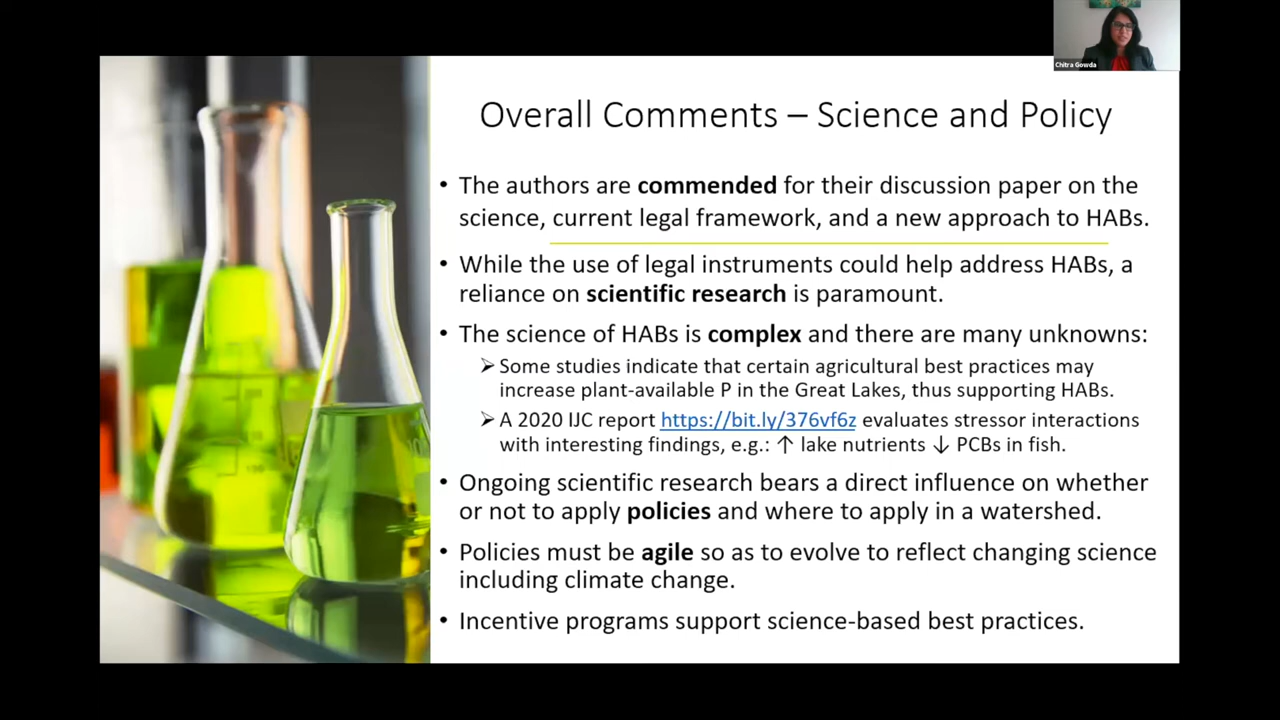 Chitra Gowda
Overall Comments – Science and Policy
• The authors are commended for their discussion paper on the
science, current legal framework, and a new approach to HABs.
• While the use of legal instruments could help address HABs, a
reliance on scientific research is paramount.
• The science of HABs is complex and there are many unknowns:
➢ Some studies indicate that certain agricultural best practices may
increase plant-available P in the Great Lakes, thus supporting HABs.
➢ A 2020 IJC report https://bit.ly/376vf6z evaluates stressor interactions
with interesting findings, e.g.: ↑ lake nutrients ↓ PCBs in fish.
• Ongoing scientific research bears a direct influence on whether
or not to apply policies and where to apply in a watershed.
• Policies must be agile so as to evolve to reflect changing science
including climate change.
• Incentive programs support science-based best practices.